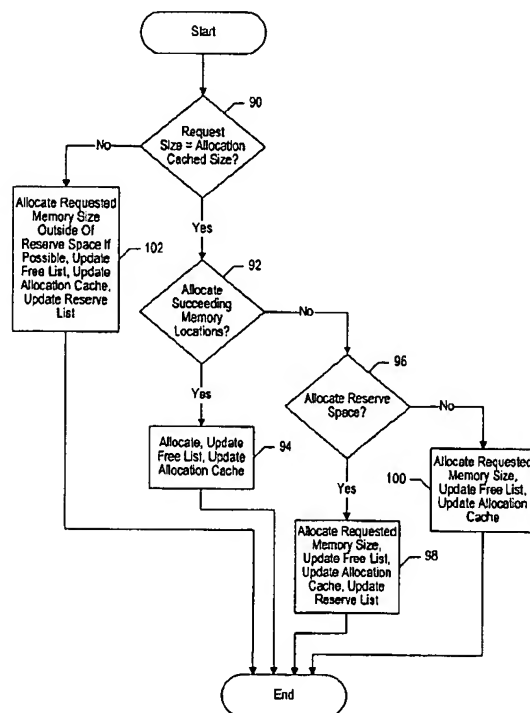 Start
90
Request
Size = Allocation
Cached Size?
No
Yes
Allocate Requested
Memory Size
Outside Of
Reserve Space If
Possible, Update
Free List, Update
Allocation Cache,
Update Reserve
List
102
92
Allocate
Succeeding
Memory
Locations?
No
Yes
96
Allocate Reserve
Space?
No
Yes
Allocate, Update
Free List, Update
Allocation Cache
94
Allocate Requested
Memory Size,
Update Free List,
Update Allocation
Cache
100
Allocate Requested
Memory Size,
Update Free List,
Update Allocation
Cache, Update
Reserve List
98
End